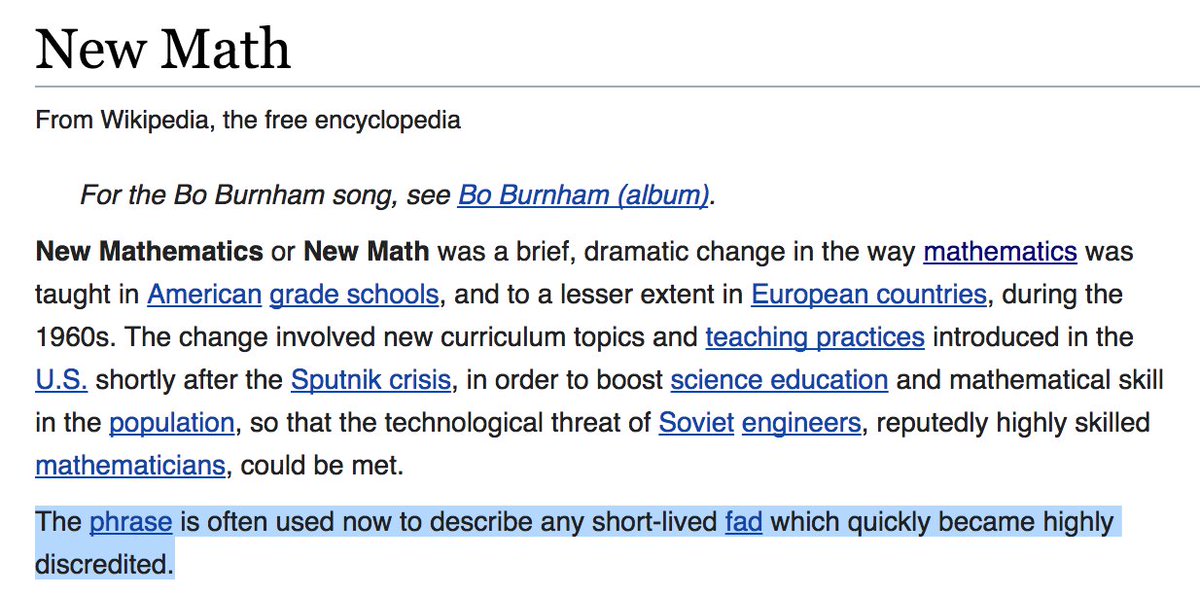 New Math
From Wikipedia, the free encyclopedia
For the Bo Burnham song, see Bo Burnham (album).
New Mathematics or New Math was a brief, dramatic change in the way mathematics was
taught in American grade schools, and to a lesser extent in European countries, during the
1960s. The change involved new curriculum topics and teaching practices introduced in the
U.S. shortly after the Sputnik crisis, in order to boost science education and mathematical skill
in the population, so that the technological threat of Soviet engineers, reputedly highly skilled
mathematicians, could be met.
The phrase is often used now to describe any short-lived fad which quickly became highly
discredited.